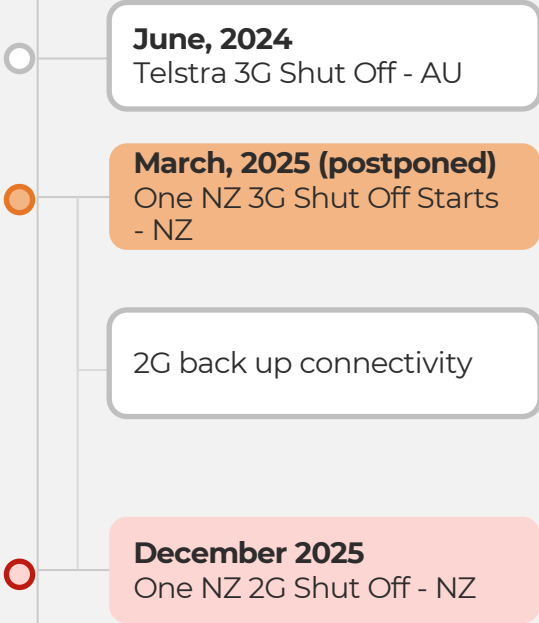 June, 2024
Telstra 3G Shut Off - AU
March, 2025 (postponed)
One NZ 3G Shut Off Starts
- NZ
2G back up connectivity
December 2025
One NZ 2G Shut Off - NZ